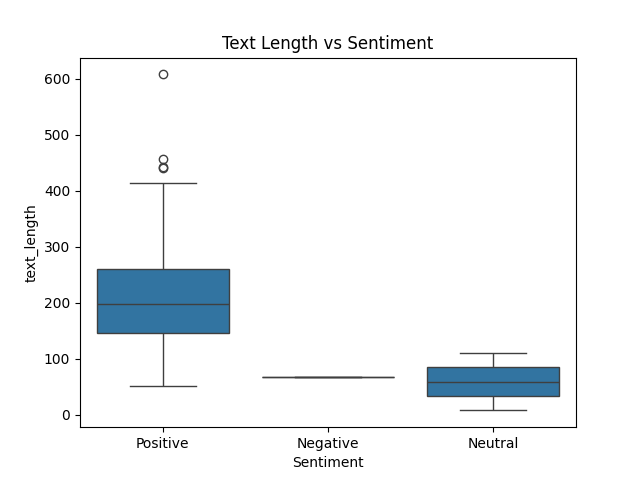 Text Length vs Sentiment
600
500
400
300
200
100
0
text_length
Positive
Negative
Neutral
Sentiment